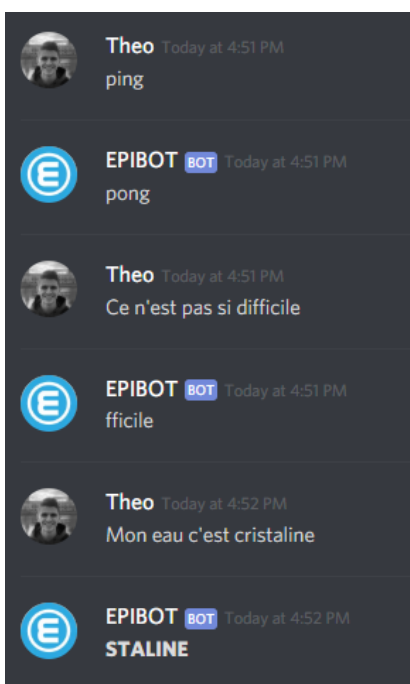 Theo Today at 4:51 PM
ping
EPIBOT BOT Today at 4:51 PM
pong
Theo Today at 4:51 PM
Ce n'est pas si difficile
EPIBOT BOT Today at 4:51 PM
fficile
Theo Today at 4:52 PM
Mon eau c'est cristaline
EPIBOT BOT Today at 4:52 PM
STALINE